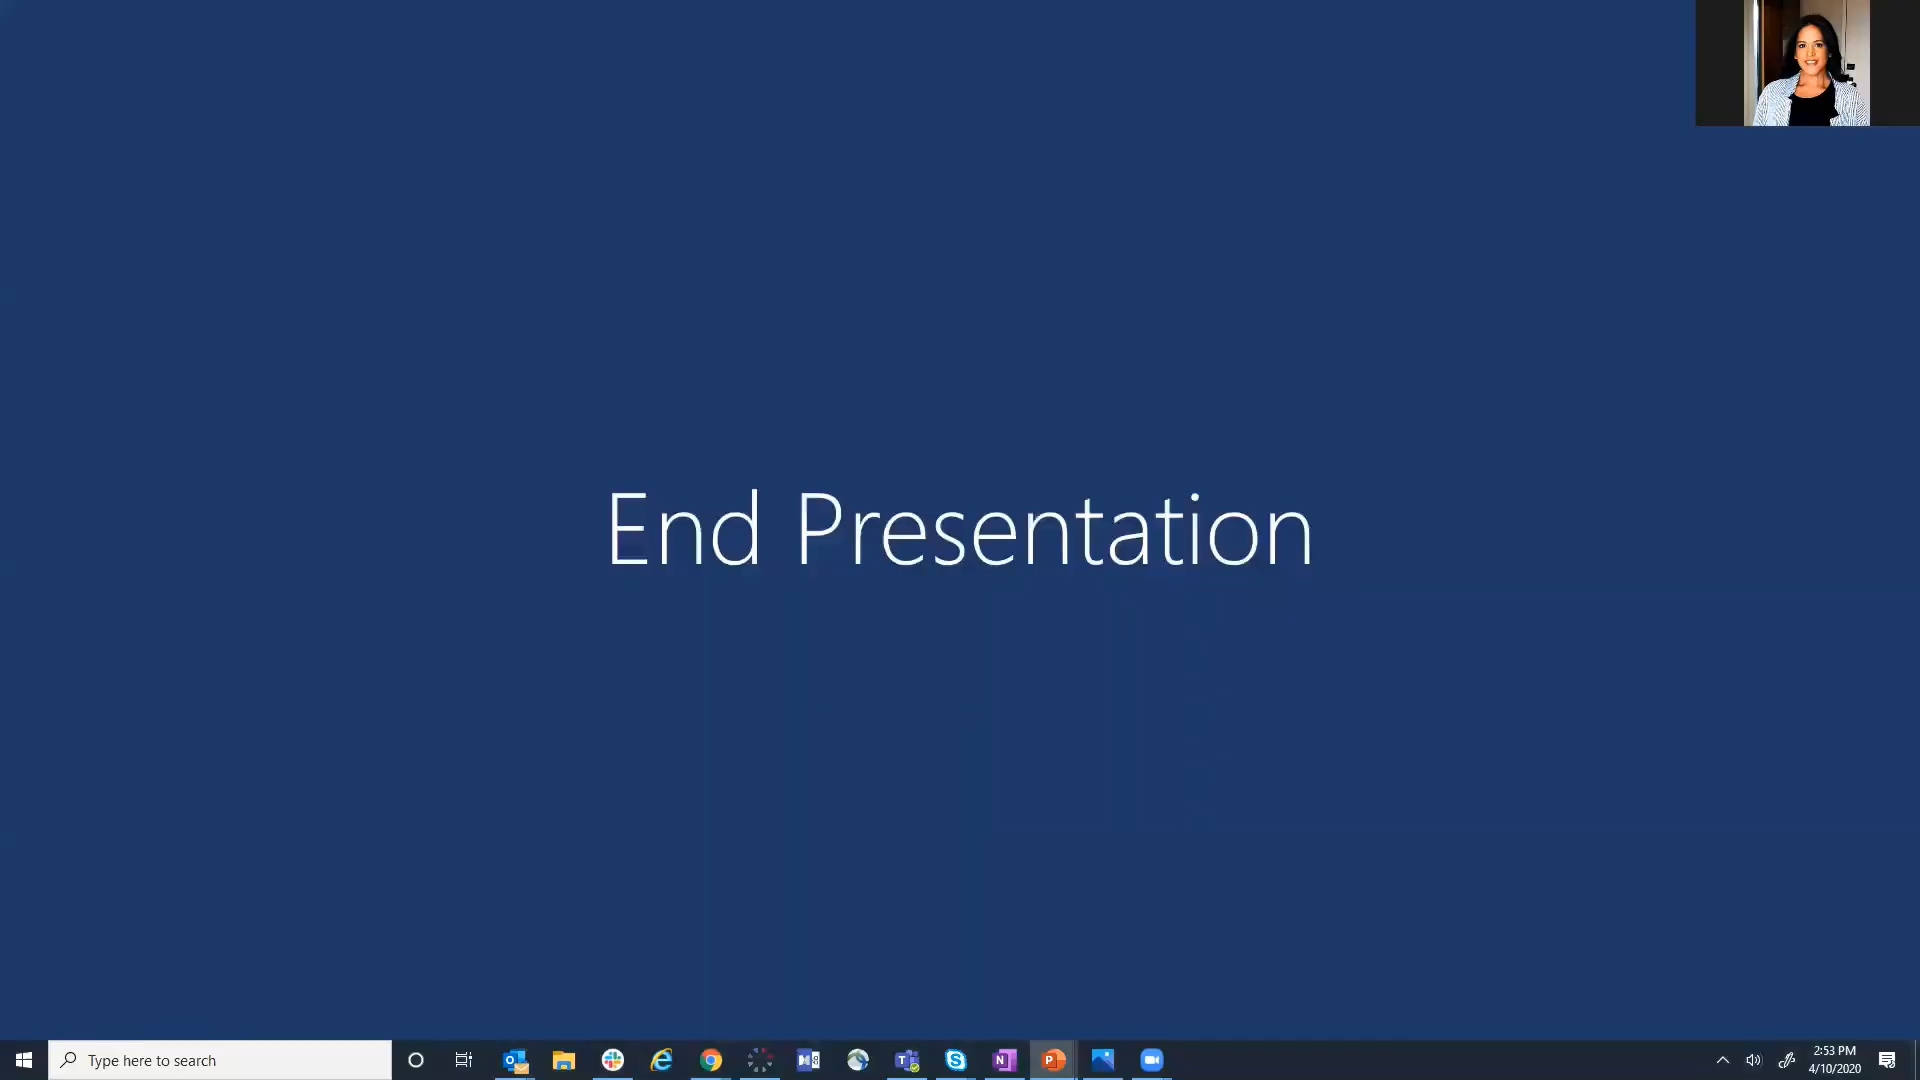 End Presentation
Type here to search
2:53 PM
4/10/2020